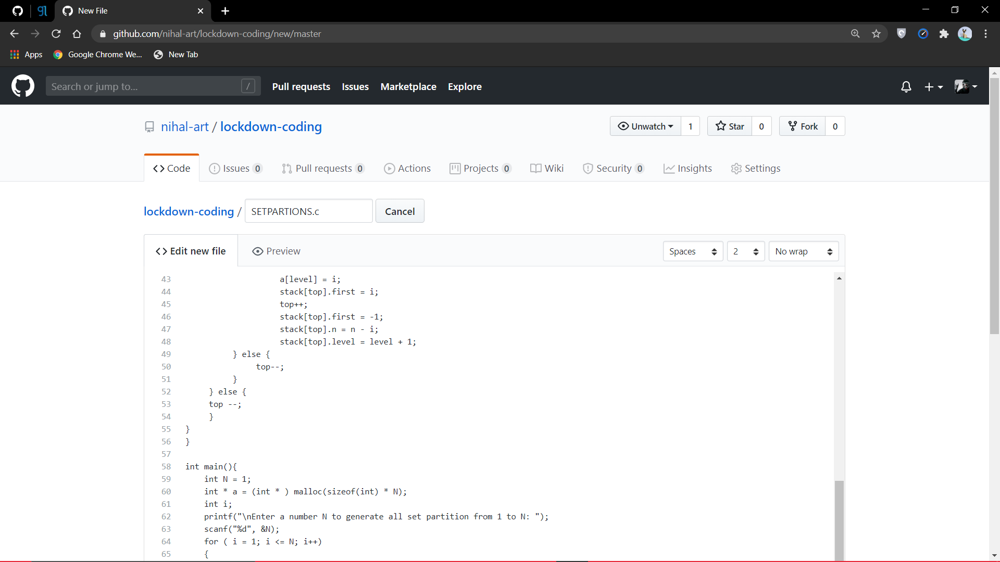 New File
github.com/nihal-art/lockdown-coding/new/master
Apps Google Chrome We... New Tab
Search or jump to... / Pull requests Issues Marketplace Explore
nihal-art / lockdown-coding Unwatch 1 Star 0 Fork 0
Code Issues 0 Pull requests 0 Actions Projects 0 Wiki Security 0 Insights Settings
lockdown-coding / SETPARTIONS.c Cancel
Edit new file Preview Spaces 2 No wrap
43 a[level] = i;
44 stack[top].first = i;
45 top++;
46 stack[top].first = -1;
47 stack[top].n = n - i;
48 stack[top].level = level + 1;
49 } else {
50 top--;
51 }
52 } else {
53 top --;
54 }
55 }
56 }
57
58 int main(){
59 int N = 1;
60 int * a = (int * ) malloc(sizeof(int) * N);
61 int i;
62 printf("\nEnter a number N to generate all set partition from 1 to N: ");
63 scanf("%d", &N);
64 for ( i = 1; i <= N; i++)
65 {